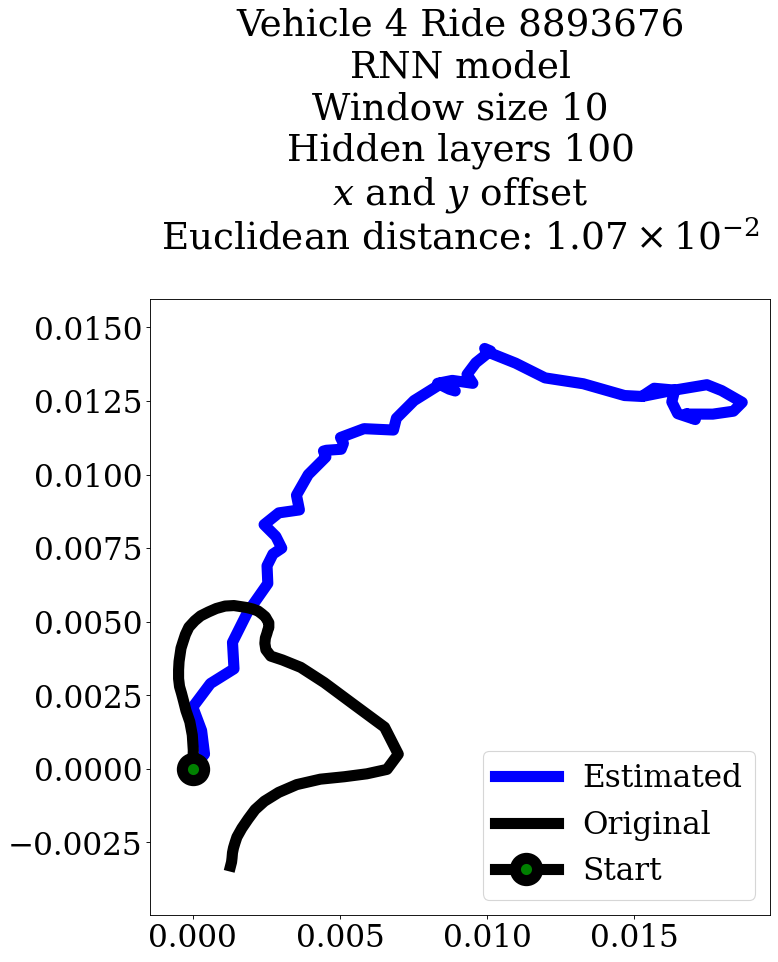 Vehicle 4 Ride 8893676
RNN model
Window size 10
Hidden layers 100
x and y offset
Euclidean distance: 1.07 × 10⁻²
0.0150
0.0125
0.0100
0.0075
0.0050
0.0025
0.0000
−0.0025
Estimated
Original
Start
0.000 0.005 0.010 0.015